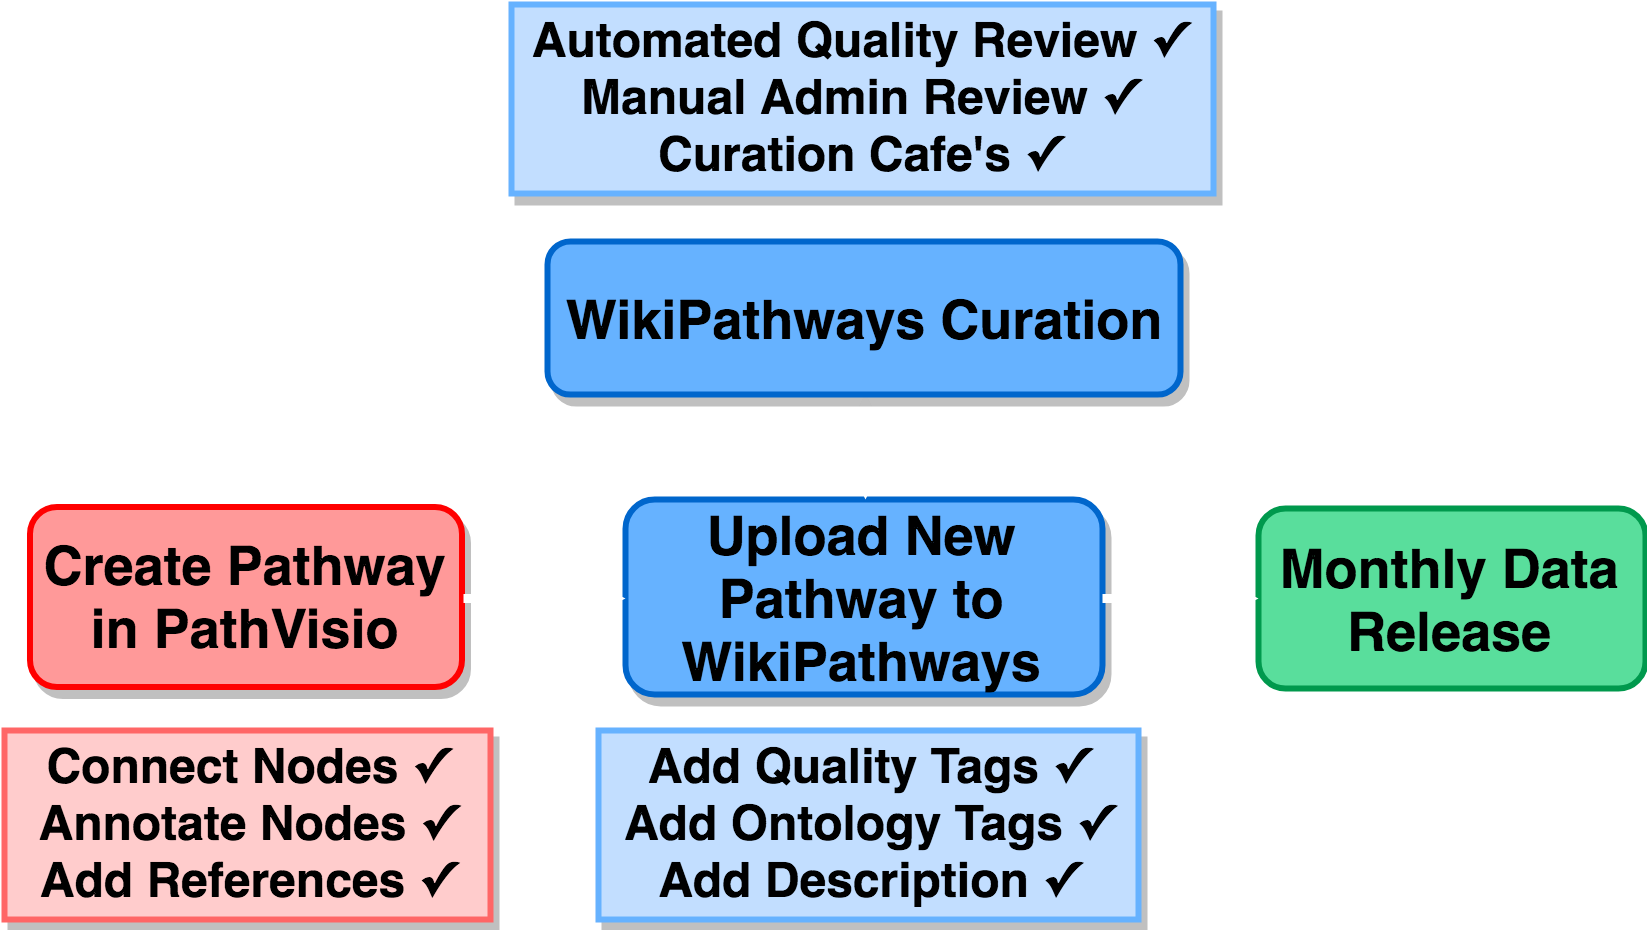 Automated Quality Review ✓
Manual Admin Review ✓
Curation Cafe's ✓
WikiPathways Curation
Create Pathway
in PathVisio
Upload New
Pathway to
WikiPathways
Monthly Data
Release
Connect Nodes ✓
Annotate Nodes ✓
Add References ✓
Add Quality Tags ✓
Add Ontology Tags ✓
Add Description ✓